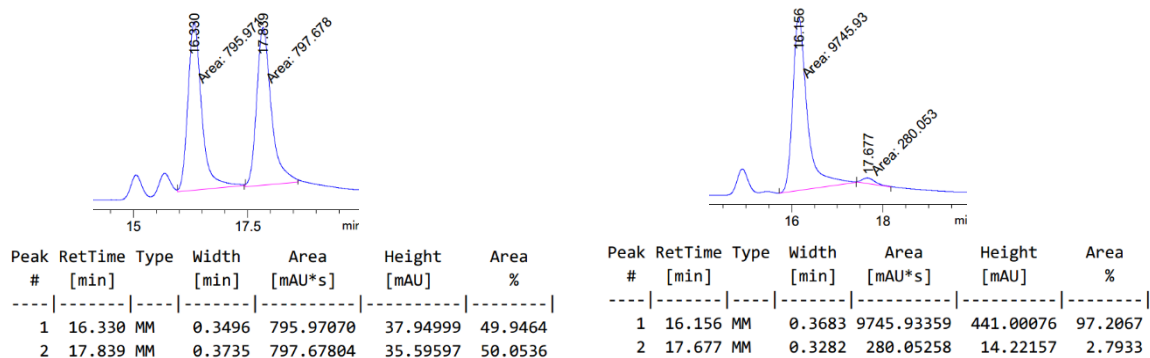 16.330
Area: 795.971
17.839
Area: 797.678
15
17.5
min
Peak RetTime Type Width Area Height Area
# [min] [min] [mAU*s] [mAU] %
----|-------|----|-------|----------|----------|--------|
1 16.330 MM 0.3496 795.97070 37.94999 49.9464
2 17.839 MM 0.3735 797.67804 35.59597 50.0536
16.156
Area: 9745.93
17.677
Area: 280.053
16
18
Peak RetTime Type Width Area Height Area
# [min] [min] [mAU*s] [mAU] %
----|-------|----|-------|----------|----------|--------|
1 16.156 MM 0.3683 9745.93359 441.00076 97.2067
2 17.677 MM 0.3282 280.05258 14.22157 2.7933